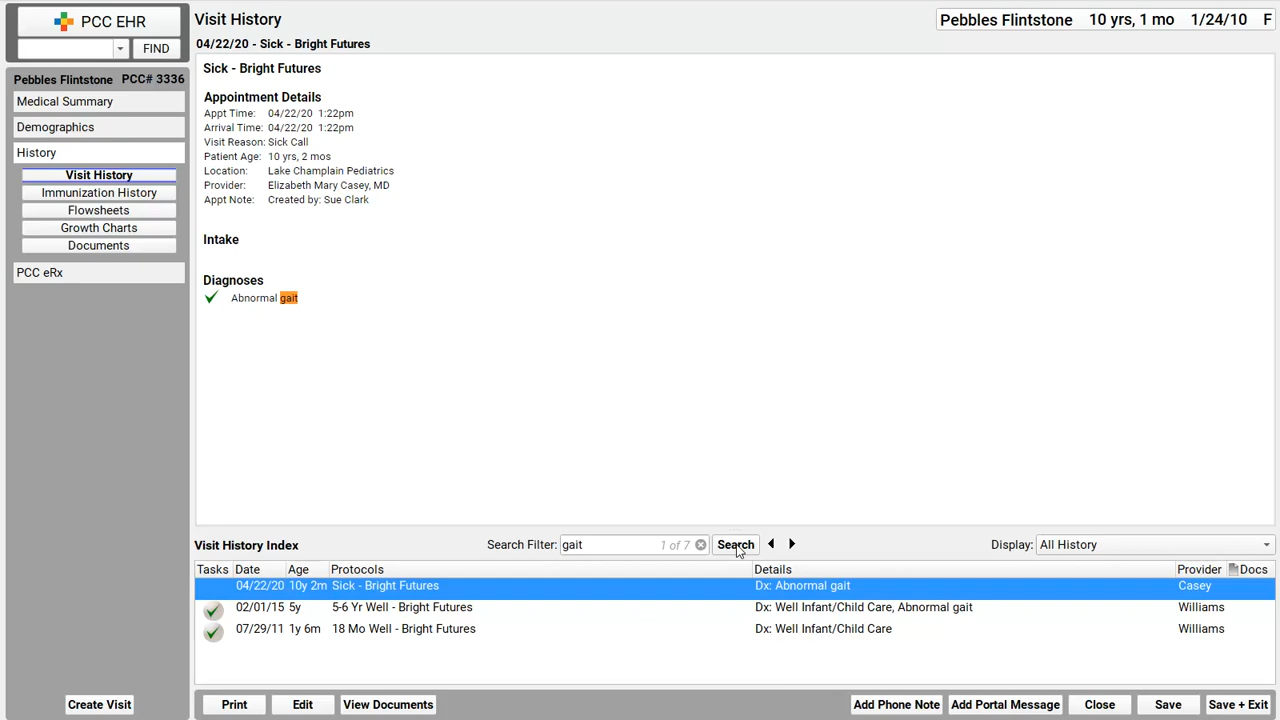 PCC EHR
FIND
Pebbles Flintstone PCC# 3336
Medical Summary
Demographics
History
Visit History
Immunization History
Flowsheets
Growth Charts
Documents
PCC eRx
Create Visit
Visit History
Pebbles Flintstone 10 yrs, 1 mo 1/24/10 F
04/22/20 - Sick - Bright Futures
Sick - Bright Futures
Appointment Details
Appt Time: 04/22/20 1:22pm
Arrival Time: 04/22/20 1:22pm
Visit Reason: Sick Call
Patient Age: 10 yrs, 2 mos
Location: Lake Champlain Pediatrics
Provider: Elizabeth Mary Casey, MD
Appt Note: Created by: Sue Clark
Intake
Diagnoses
Abnormal gait
Visit History Index Search Filter: gait 1 of 7 Search Display: All History
Tasks Date Age Protocols Details Provider Docs
04/22/20 10y 2m Sick - Bright Futures Dx: Abnormal gait Casey
02/01/15 5y 5-6 Yr Well - Bright Futures Dx: Well Infant/Child Care, Abnormal gait Williams
07/29/11 1y 6m 18 Mo Well - Bright Futures Dx: Well Infant/Child Care Williams
Print Edit View Documents Add Phone Note Add Portal Message Close Save Save + Exit